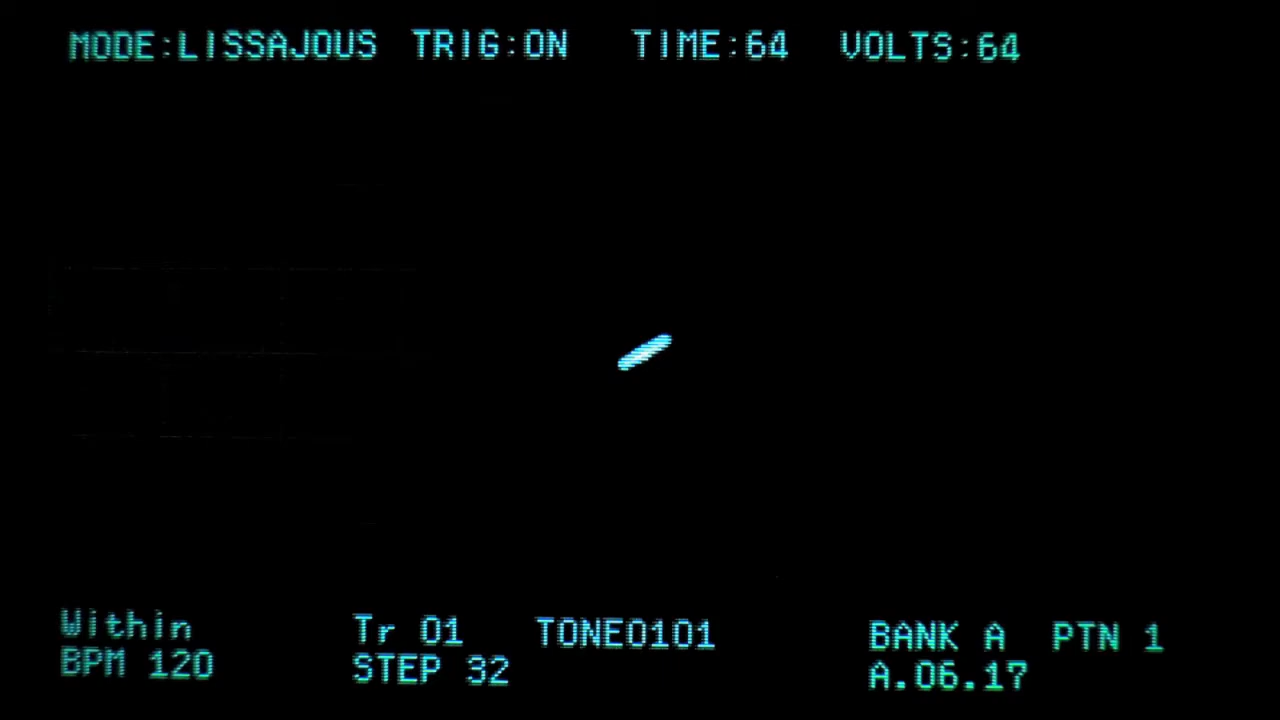 MODE:LISSAJOUS TRIG:ON TIME:64 VOLTS:64
Within Tr 01 TONE0101 BANK A PTN 1
BPM 120 STEP 32 A.06.17